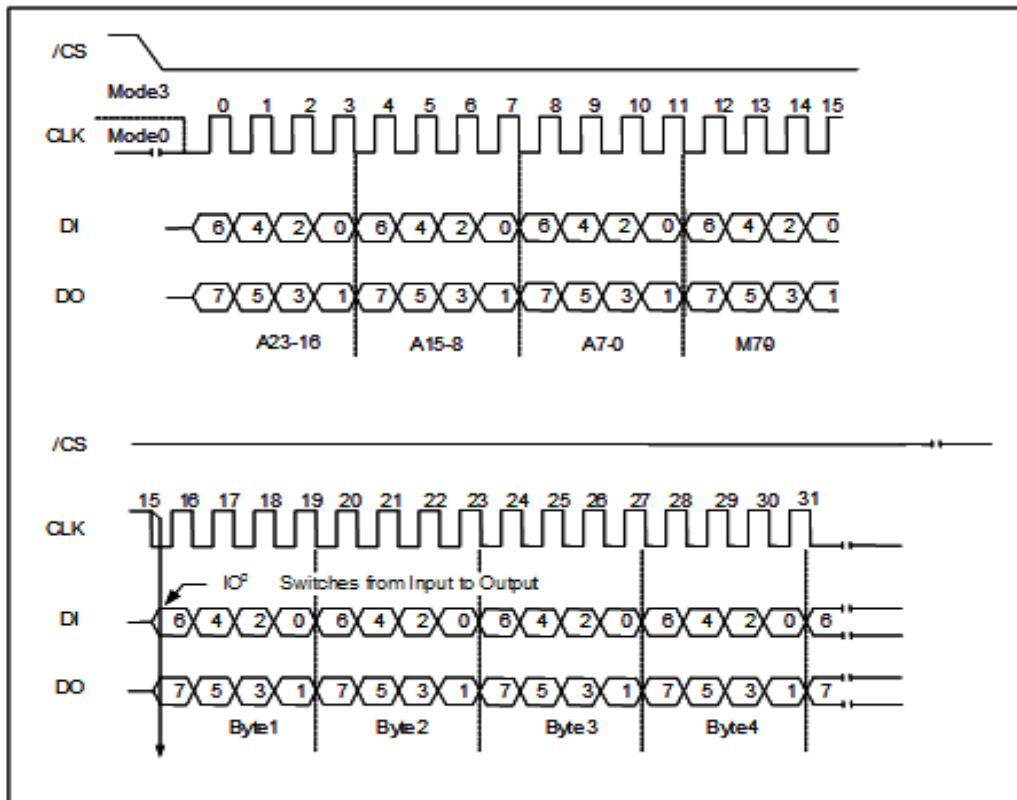 /CS
Mode3
0 1 2 3 4 5 6 7 8 9 10 11 12 13 14 15
CLK Mode0
DI 6 4 2 0 6 4 2 0 6 4 2 0 6 4 2 0
DO 7 5 3 1 7 5 3 1 7 5 3 1 7 5 3 1
A23-16 A15-8 A7-0 M79
/CS
15 16 17 18 19 20 21 22 23 24 25 26 27 28 29 30 31
CLK
IO⁰ Switches from Input to Output
DI 6 4 2 0 6 4 2 0 6 4 2 0 6 4 2 0 6
DO 7 5 3 1 7 5 3 1 7 5 3 1 7 5 3 1 7
Byte1 Byte2 Byte3 Byte4